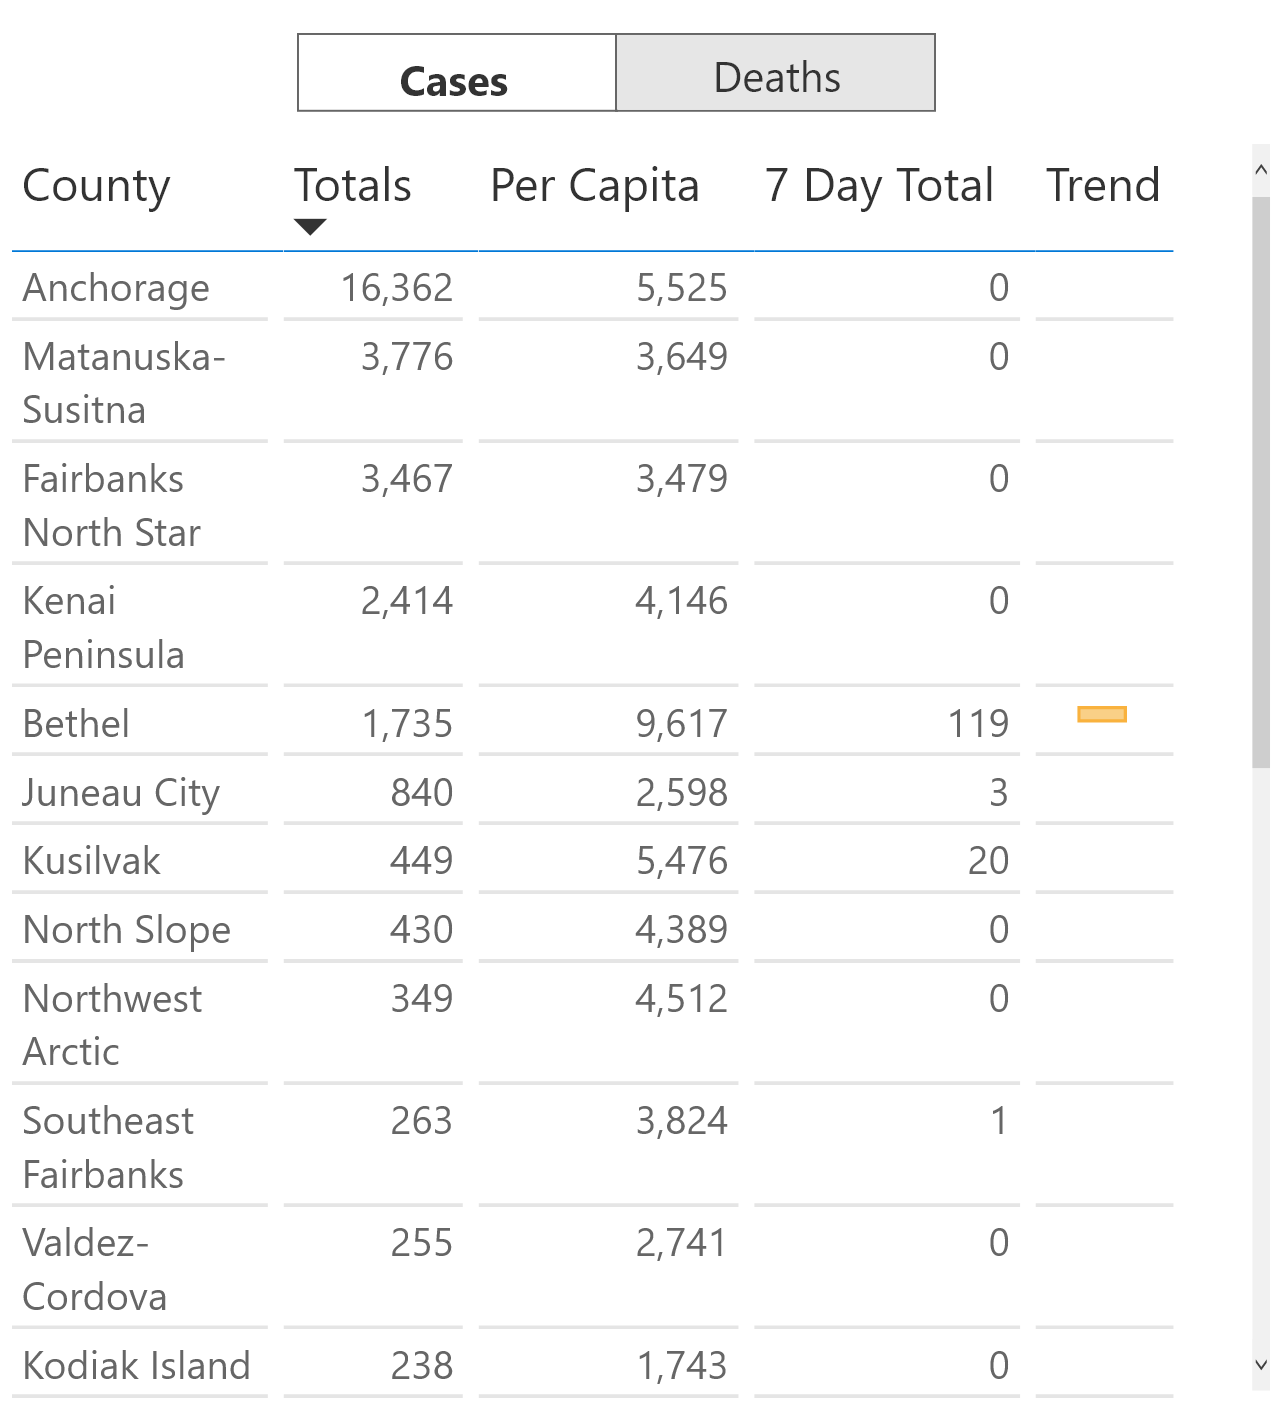 Cases Deaths
County Totals Per Capita 7 Day Total Trend
Anchorage 16,362 5,525 0
Matanuska- 3,776 3,649 0
Susitna
Fairbanks 3,467 3,479 0
North Star
Kenai 2,414 4,146 0
Peninsula
Bethel 1,735 9,617 119
Juneau City 840 2,598 3
Kusilvak 449 5,476 20
North Slope 430 4,389 0
Northwest 349 4,512 0
Arctic
Southeast 263 3,824 1
Fairbanks
Valdez- 255 2,741 0
Cordova
Kodiak Island 238 1,743 0